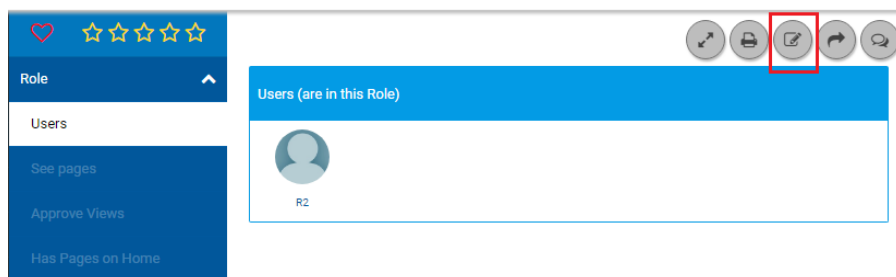 Role
Users
See pages
Approve Views
Has Pages on Home
Users (are in this Role)
R2